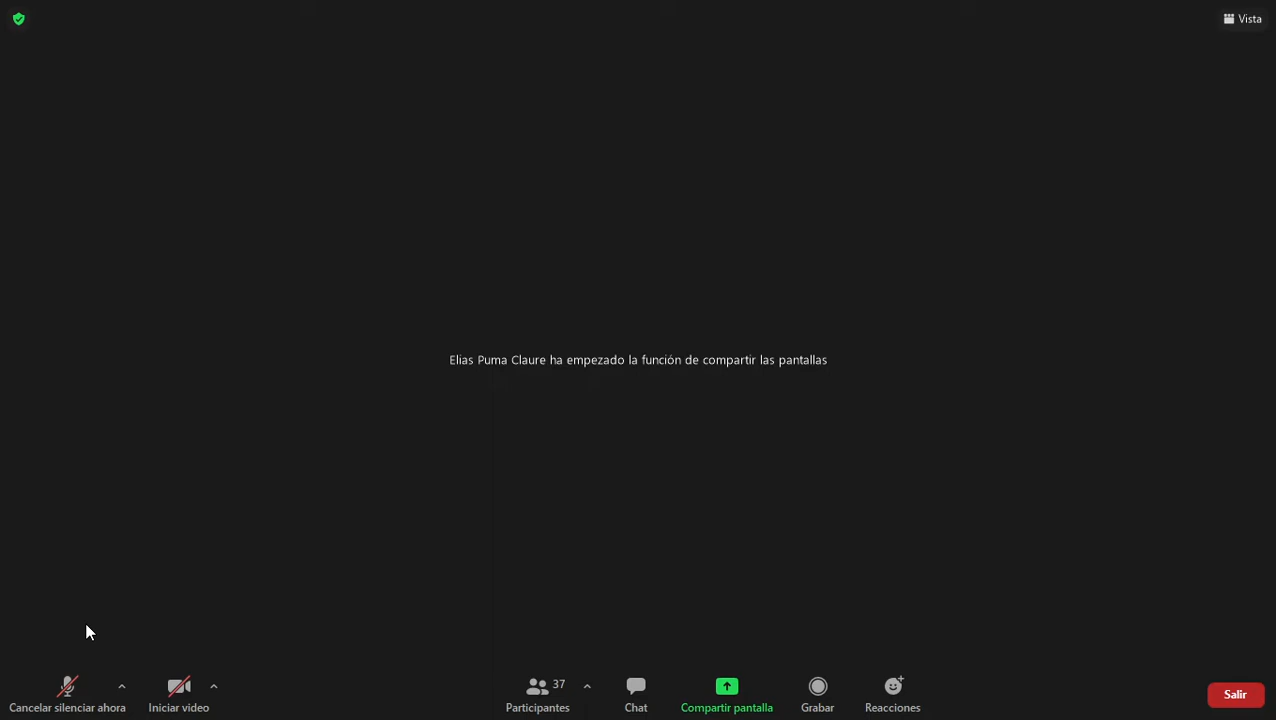 Vista
Elias Puma Claure ha empezado la función de compartir las pantallas
Cancelar silenciar ahora
Iniciar video
37
Participantes
Chat
Compartir pantalla
Grabar
Reacciones
Salir